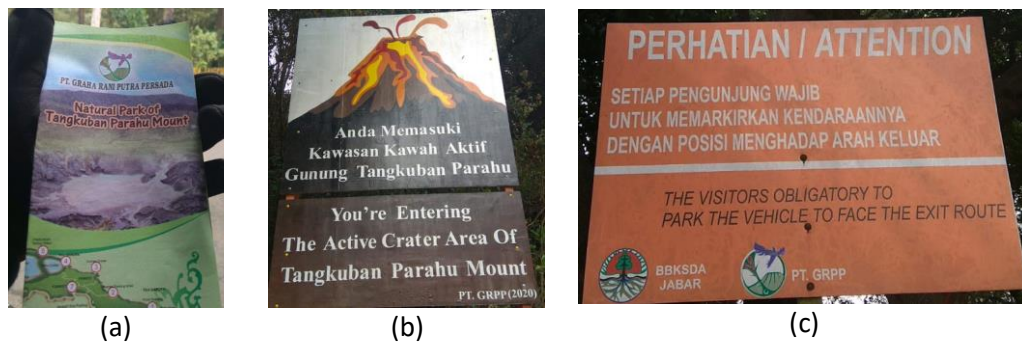 PT. GRAHA RANI PUTRA PERSADA
Natural Park of
Tangkuban Parahu Mount
(a)
Anda Memasuki
Kawasan Kawah Aktif
Gunung Tangkuban Parahu
You're Entering
The Active Crater Area Of
Tangkuban Parahu Mount
PT. GRPP (2020)
(b)
PERHATIAN / ATTENTION
SETIAP PENGUNJUNG WAJIB
UNTUK MEMARKIRKAN KENDARAANNYA
DENGAN POSISI MENGHADAP ARAH KELUAR
THE VISITORS OBLIGATORY TO
PARK THE VEHICLE TO FACE THE EXIT ROUTE
BBKSDA
JABAR
PT. GRPP
(c)